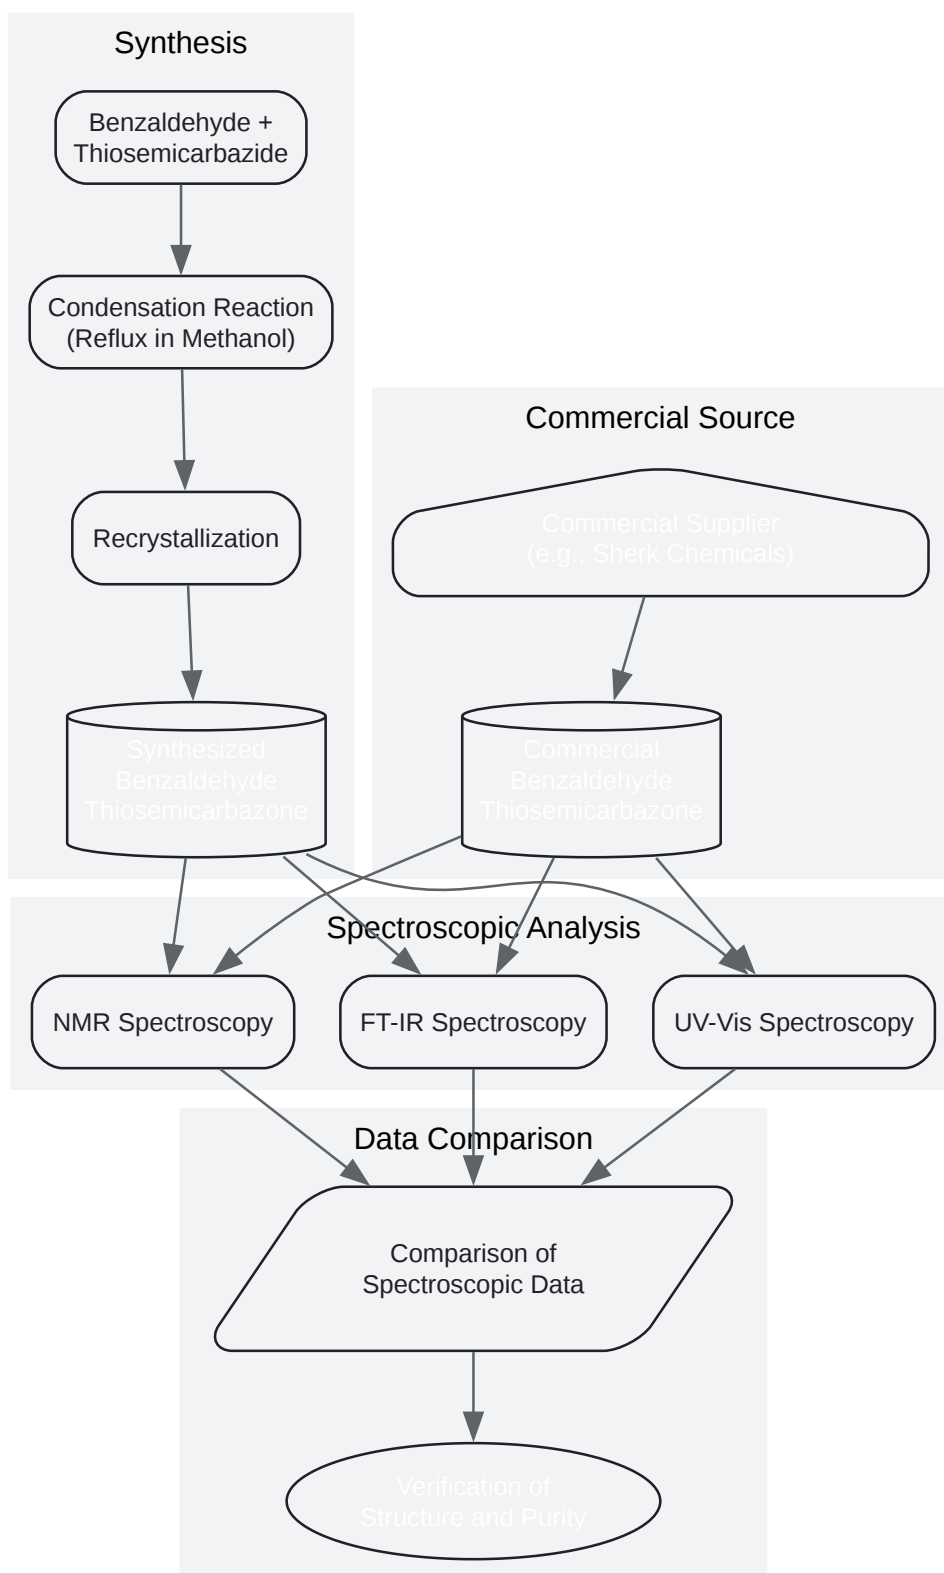 Synthesis
Benzaldehyde +
Thiosemicarbazide
Condensation Reaction
(Reflux in Methanol)
Recrystallization
Synthesized
Benzaldehyde
Thiosemicarbazone
Commercial Source
Commercial Supplier
(e.g., Sherk Chemicals)
Commercial
Benzaldehyde
Thiosemicarbazone
Spectroscopic Analysis
NMR Spectroscopy
FT-IR Spectroscopy
UV-Vis Spectroscopy
Data Comparison
Comparison of
Spectroscopic Data
Verification of
Structure and Purity